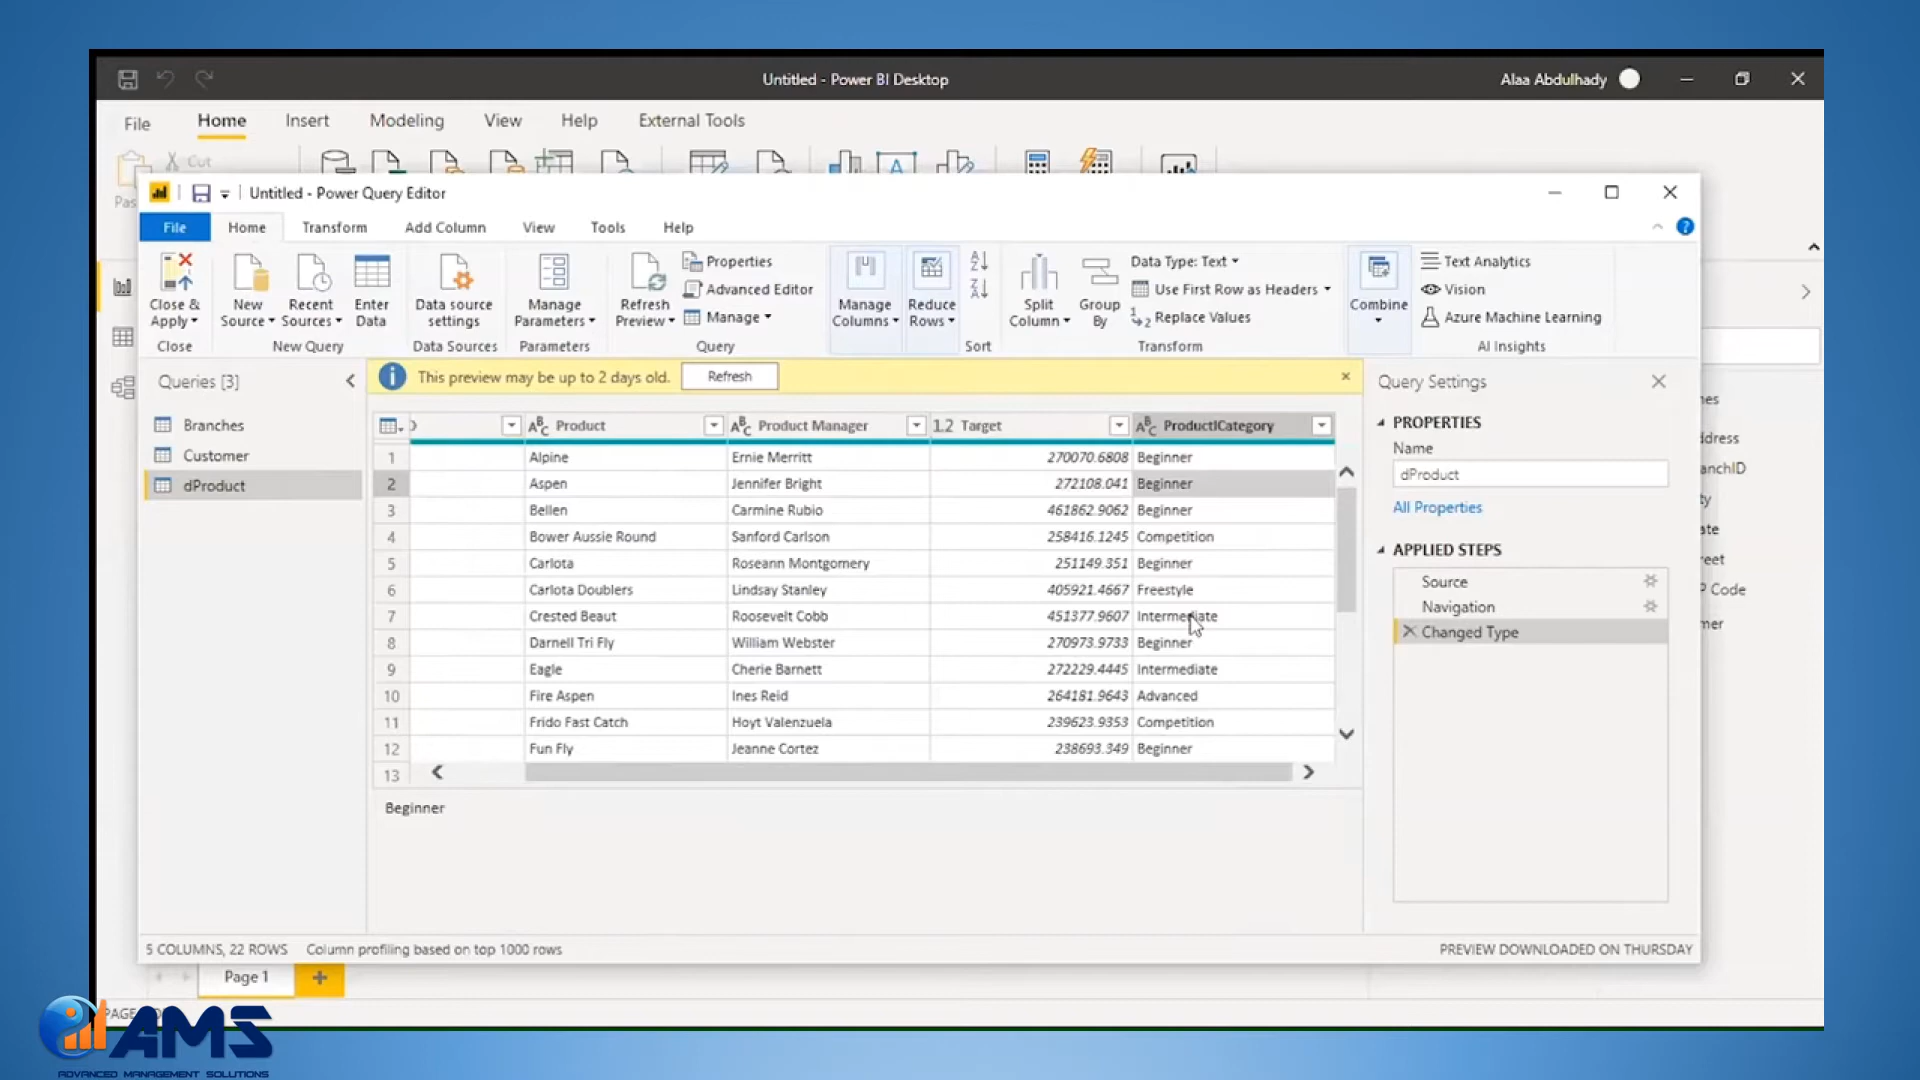 Untitled - Power BI Desktop
Alaa Abdulhady
File Home Insert Modeling View Help External Tools
Cut
Untitled - Power Query Editor
File Home Transform Add Column View Tools Help
Close & Apply
New Source
Recent Sources
Enter Data
Data source settings
Manage Parameters
Refresh Preview
Properties
Advanced Editor
Manage
Manage Columns
Reduce Rows
Split Column
Group By
Data Type: Text
Use First Row as Headers
Replace Values
Combine
Text Analytics
Vision
Azure Machine Learning
Close New Query Data Sources Parameters Query Sort Transform AI Insights
Queries [3]
Branches
Customer
dProduct
This preview may be up to 2 days old. Refresh
Product Product Manager 1.2 Target ProductlCategory
1 Alpine Ernie Merritt 270070.6808 Beginner
2 Aspen Jennifer Bright 272108.041 Beginner
3 Bellen Carmine Rubio 461862.9062 Beginner
4 Bower Aussie Round Sanford Carlson 258416.1245 Competition
5 Carlota Roseann Montgomery 251149.351 Beginner
6 Carlota Doublers Lindsay Stanley 405921.4667 Freestyle
7 Crested Beaut Roosevelt Cobb 451377.9607 Intermediate
8 Darnell Tri Fly William Webster 270973.9733 Beginner
9 Eagle Cherie Barnett 272229.4445 Intermediate
10 Fire Aspen Ines Reid 264181.9643 Advanced
11 Frido Fast Catch Hoyt Valenzuela 239623.9353 Competition
12 Fun Fly Jeanne Cortez 238693.349 Beginner
13
Beginner
Query Settings
PROPERTIES
Name
dProduct
All Properties
APPLIED STEPS
Source
Navigation
Changed Type
5 COLUMNS, 22 ROWS Column profiling based on top 1000 rows
PREVIEW DOWNLOADED ON THURSDAY
Page 1
AMS
ADVANCED MANAGEMENT SOLUTIONS